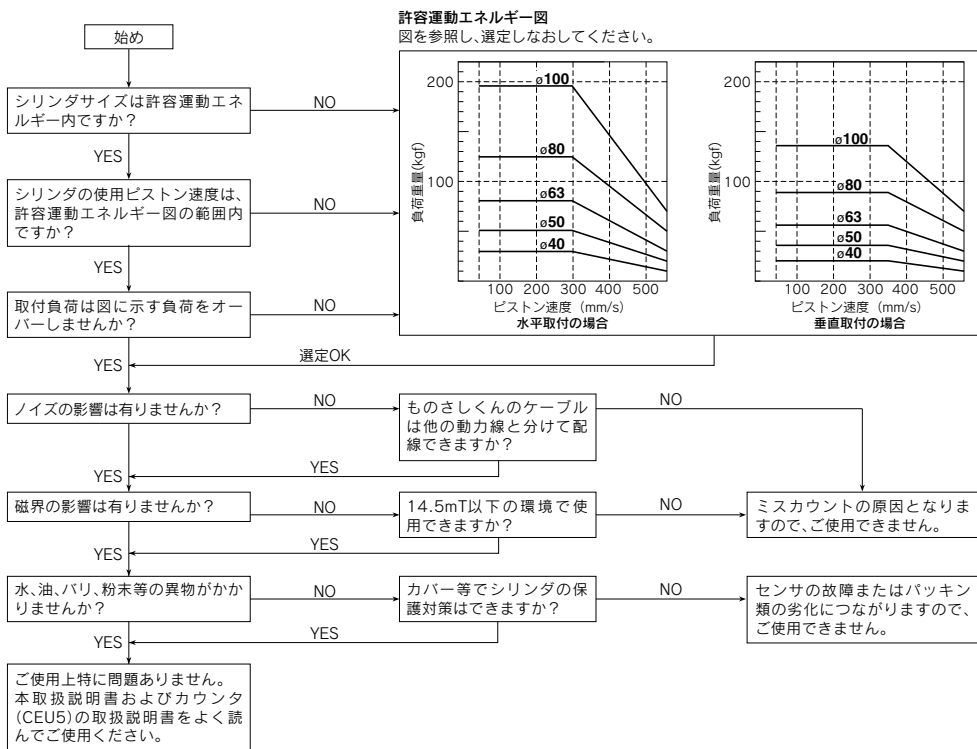 許容運動エネルギー図
図を参照し、選定しなおしてください。
始め
シリンダサイズは許容運動エネ
ルギー内ですか？
NO
YES
シリンダの使用ピストン速度は、
許容運動エネルギー図の範囲内
ですか？
NO
YES
取付負荷は図に示す負荷をオー
バーしませんか？
NO
YES
選定OK
200
100
負荷重量(kgf)
ø100
ø80
ø63
ø50
ø40
100 200 300 400 500
ピストン速度 (mm/s)
水平取付の場合
200
100
負荷重量(kgf)
ø100
ø80
ø63
ø50
ø40
100 200 300 400 500
ピストン速度 (mm/s)
垂直取付の場合
ノイズの影響は有りませんか？
NO
ものさしくんのケーブル
は他の動力線と分けて配
線できますか？
NO
YES
YES
磁界の影響は有りませんか？
NO
14.5mT以下の環境で使
用できますか？
NO
ミスカウントの原因となりま
すので、ご使用できません。
YES
YES
水、油、バリ、粉末等の異物がかか
りませんか？
NO
カバー等でシリンダの保
護対策はできますか？
NO
センサの故障またはパッキン
類の劣化につながりますので、
ご使用できません。
YES
YES
ご使用上特に問題ありません。
本取扱説明書およびカウンタ
(CEU5)の取扱説明書をよく読
んでご使用ください。